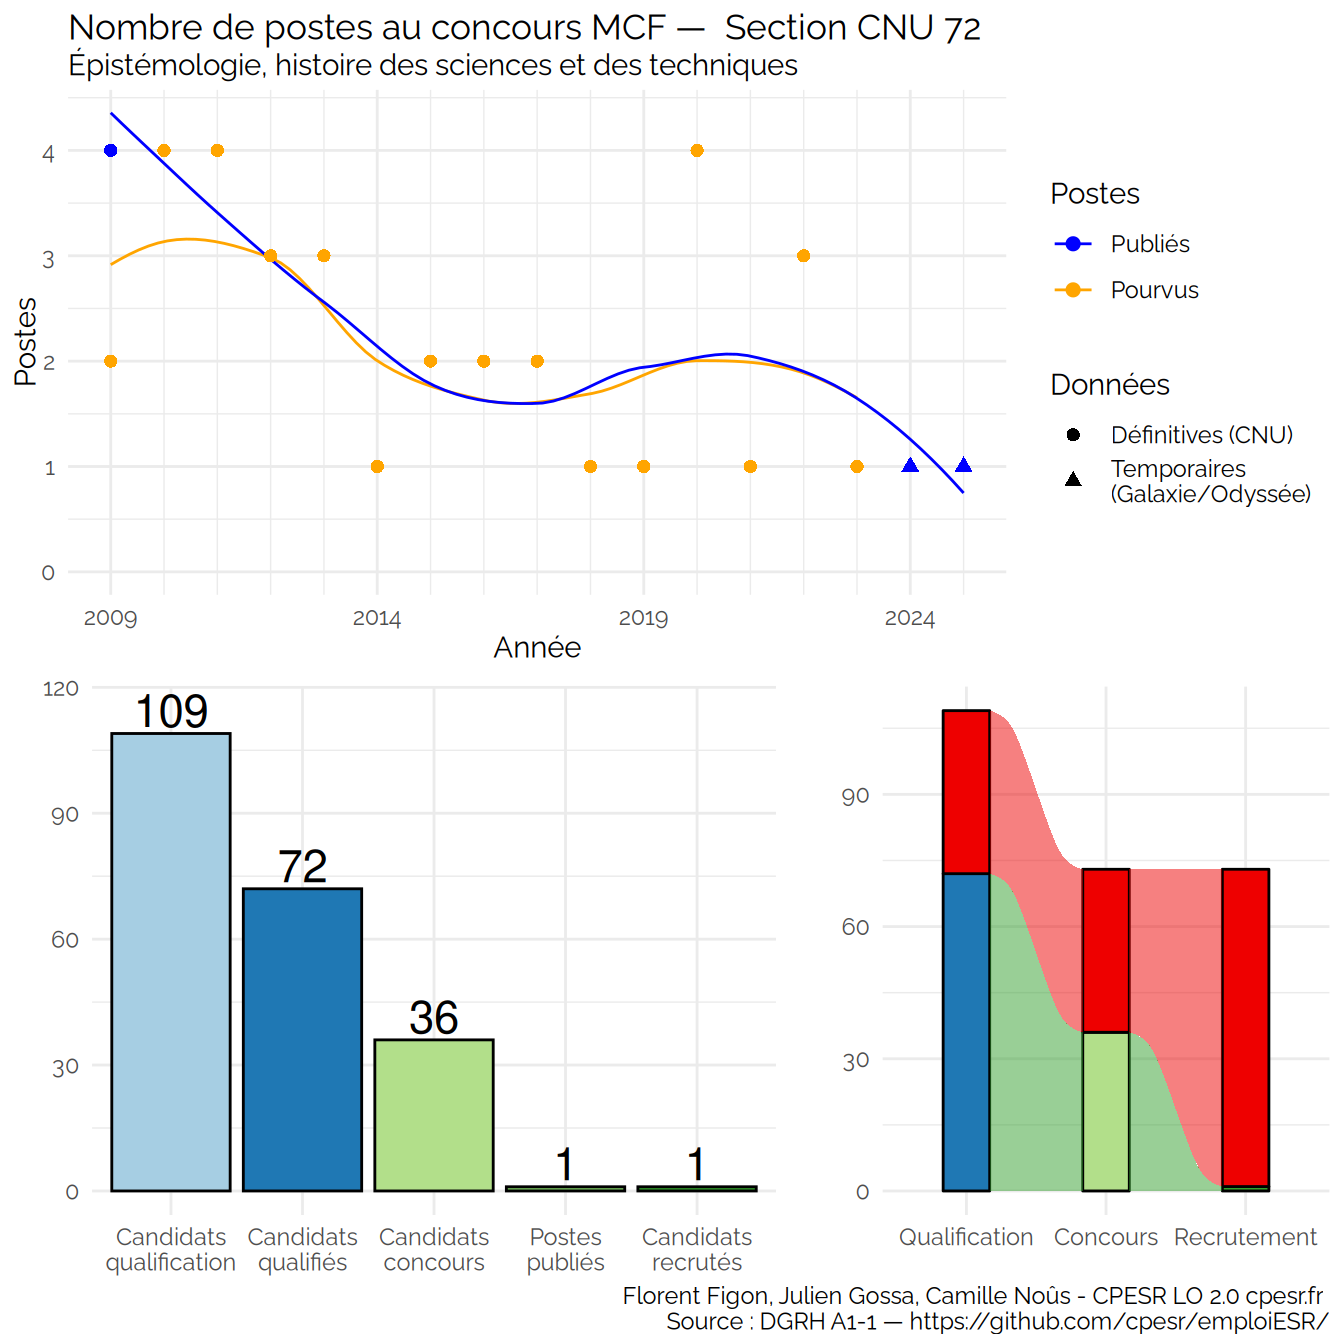 Nombre de postes au concours MCF — Section CNU 72
Épistémologie, histoire des sciences et des techniques
Postes
4
3
2
1
0
2009
2014
2019
2024
Année
Postes
Publiés
Pourvus
Données
Définitives (CNU)
Temporaires
(Galaxie/Odyssée)
120
90
60
30
0
109
72
36
1
1
Candidats
qualification
Candidats
qualifiés
Candidats
concours
Postes
publiés
Candidats
recrutés
90
60
30
0
Qualification
Concours
Recrutement
Florent Figon, Julien Gossa, Camille Noûs - CPESR LO 2.0 cpesr.fr
Source : DGRH A1-1 — https://github.com/cpesr/emploiESR/